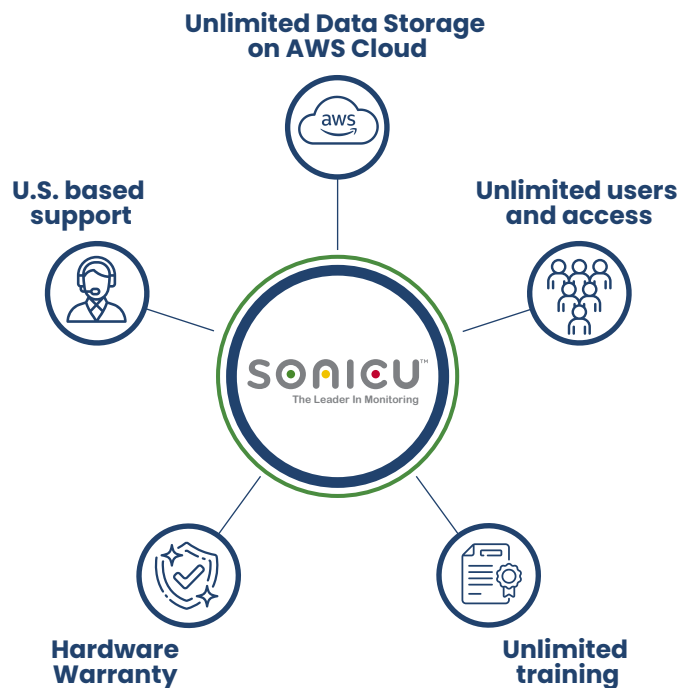 Unlimited Data Storage
on AWS Cloud
aws
U.S. based
support
Unlimited users
and access
SONICU™
The Leader In Monitoring
Hardware
Warranty
Unlimited
training